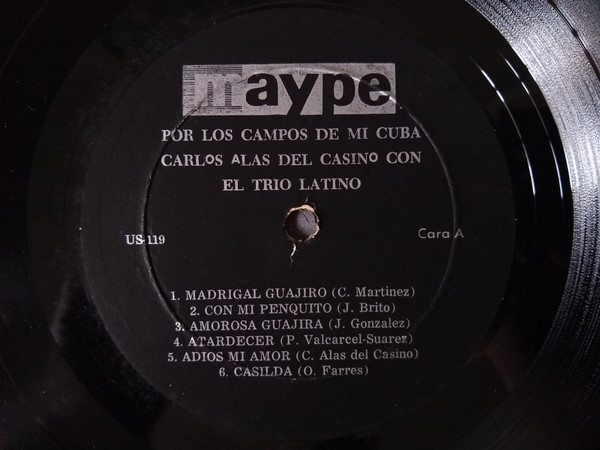 maype
POR LOS CAMPOS DE MI CUBA
CARLOS ALAS DEL CASINO CON
EL TRIO LATINO
US-119
Cara A
1. MADRIGAL GUAJIRO (C. Martinez)
2. CON MI PENQUITO (J. Brito)
3. AMOROSA GUAJIRA (J. Gonzalez)
4. ATARDECER (P. Valcarcel-Suarez)
5. ADIOS MI AMOR (C. Alas del Casino)
6. CASILDA (O. Farres)